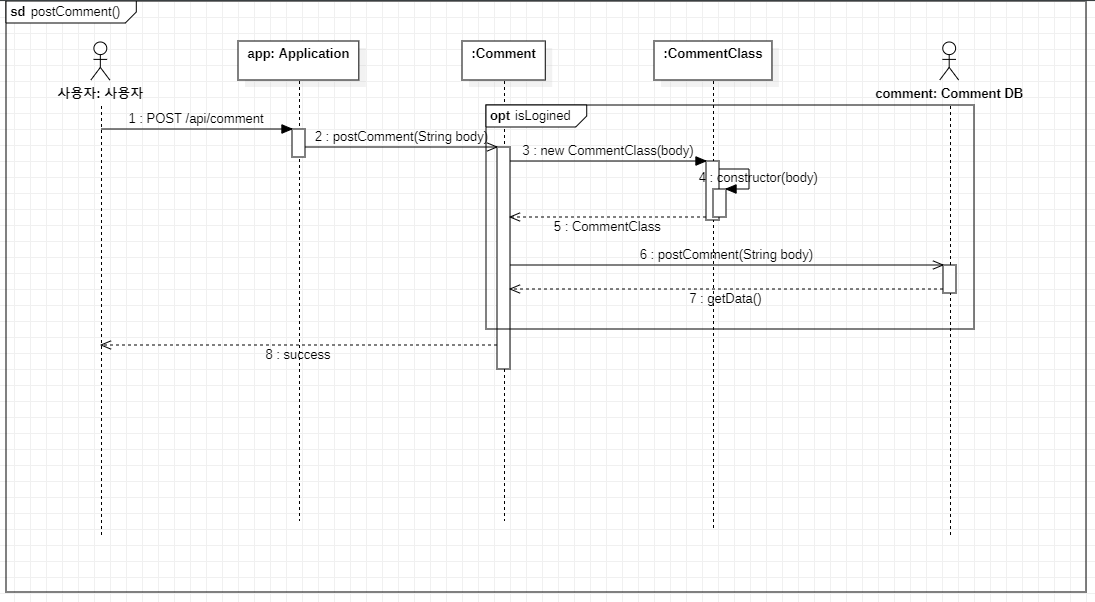 sd postComment()
app: Application
:Comment
:CommentClass
사용자: 사용자
comment: Comment DB
opt isLogined
1 : POST /api/comment
2 : postComment(String body)
3 : new CommentClass(body)
4 : constructor(body)
5 : CommentClass
6 : postComment(String body)
7 : getData()
8 : success